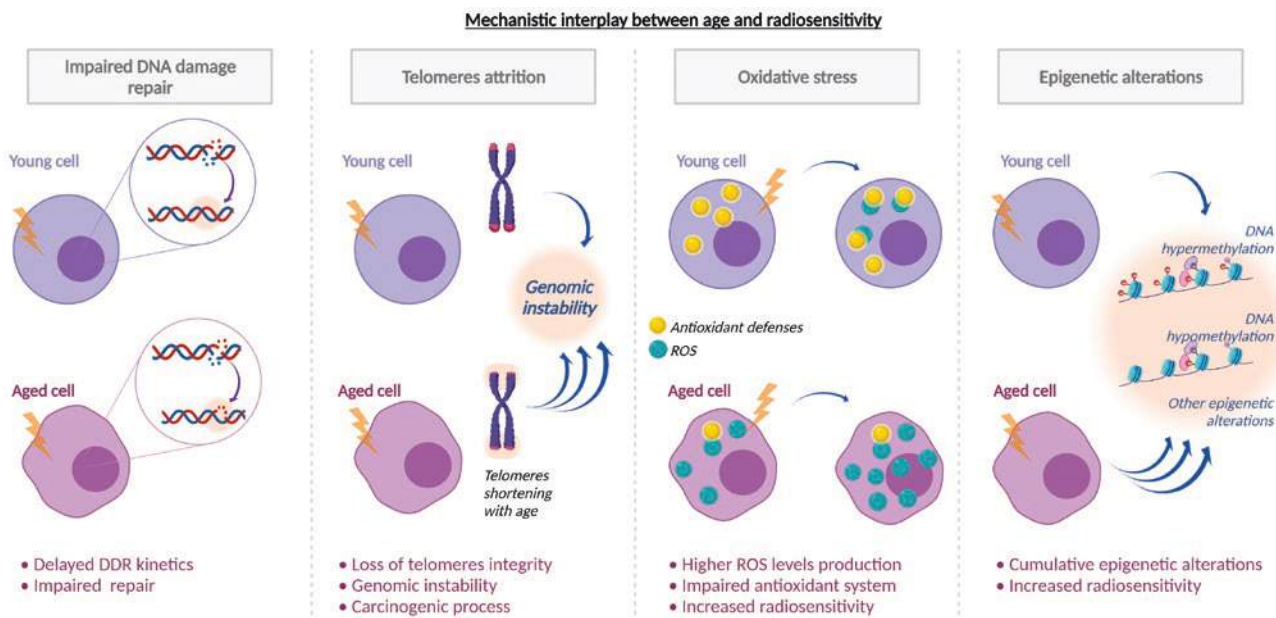 Mechanistic interplay between age and radiosensitivity
Impaired DNA damage
repair
Young cell
Aged cell
• Delayed DDR kinetics
• Impaired repair
Telomeres attrition
Young cell
Genomic
instability
Aged cell
Telomeres
shortening
with age
• Loss of telomeres integrity
• Genomic instability
• Carcinogenic process
Oxidative stress
Young cell
Antioxidant defenses
ROS
Aged cell
• Higher ROS levels production
• Impaired antioxidant system
• Increased radiosensitivity
Epigenetic alterations
Young cell
DNA
hypermethylation
DNA
hypomethylation
Other epigenetic
alterations
Aged cell
• Cumulative epigenetic alterations
• Increased radiosensitivity